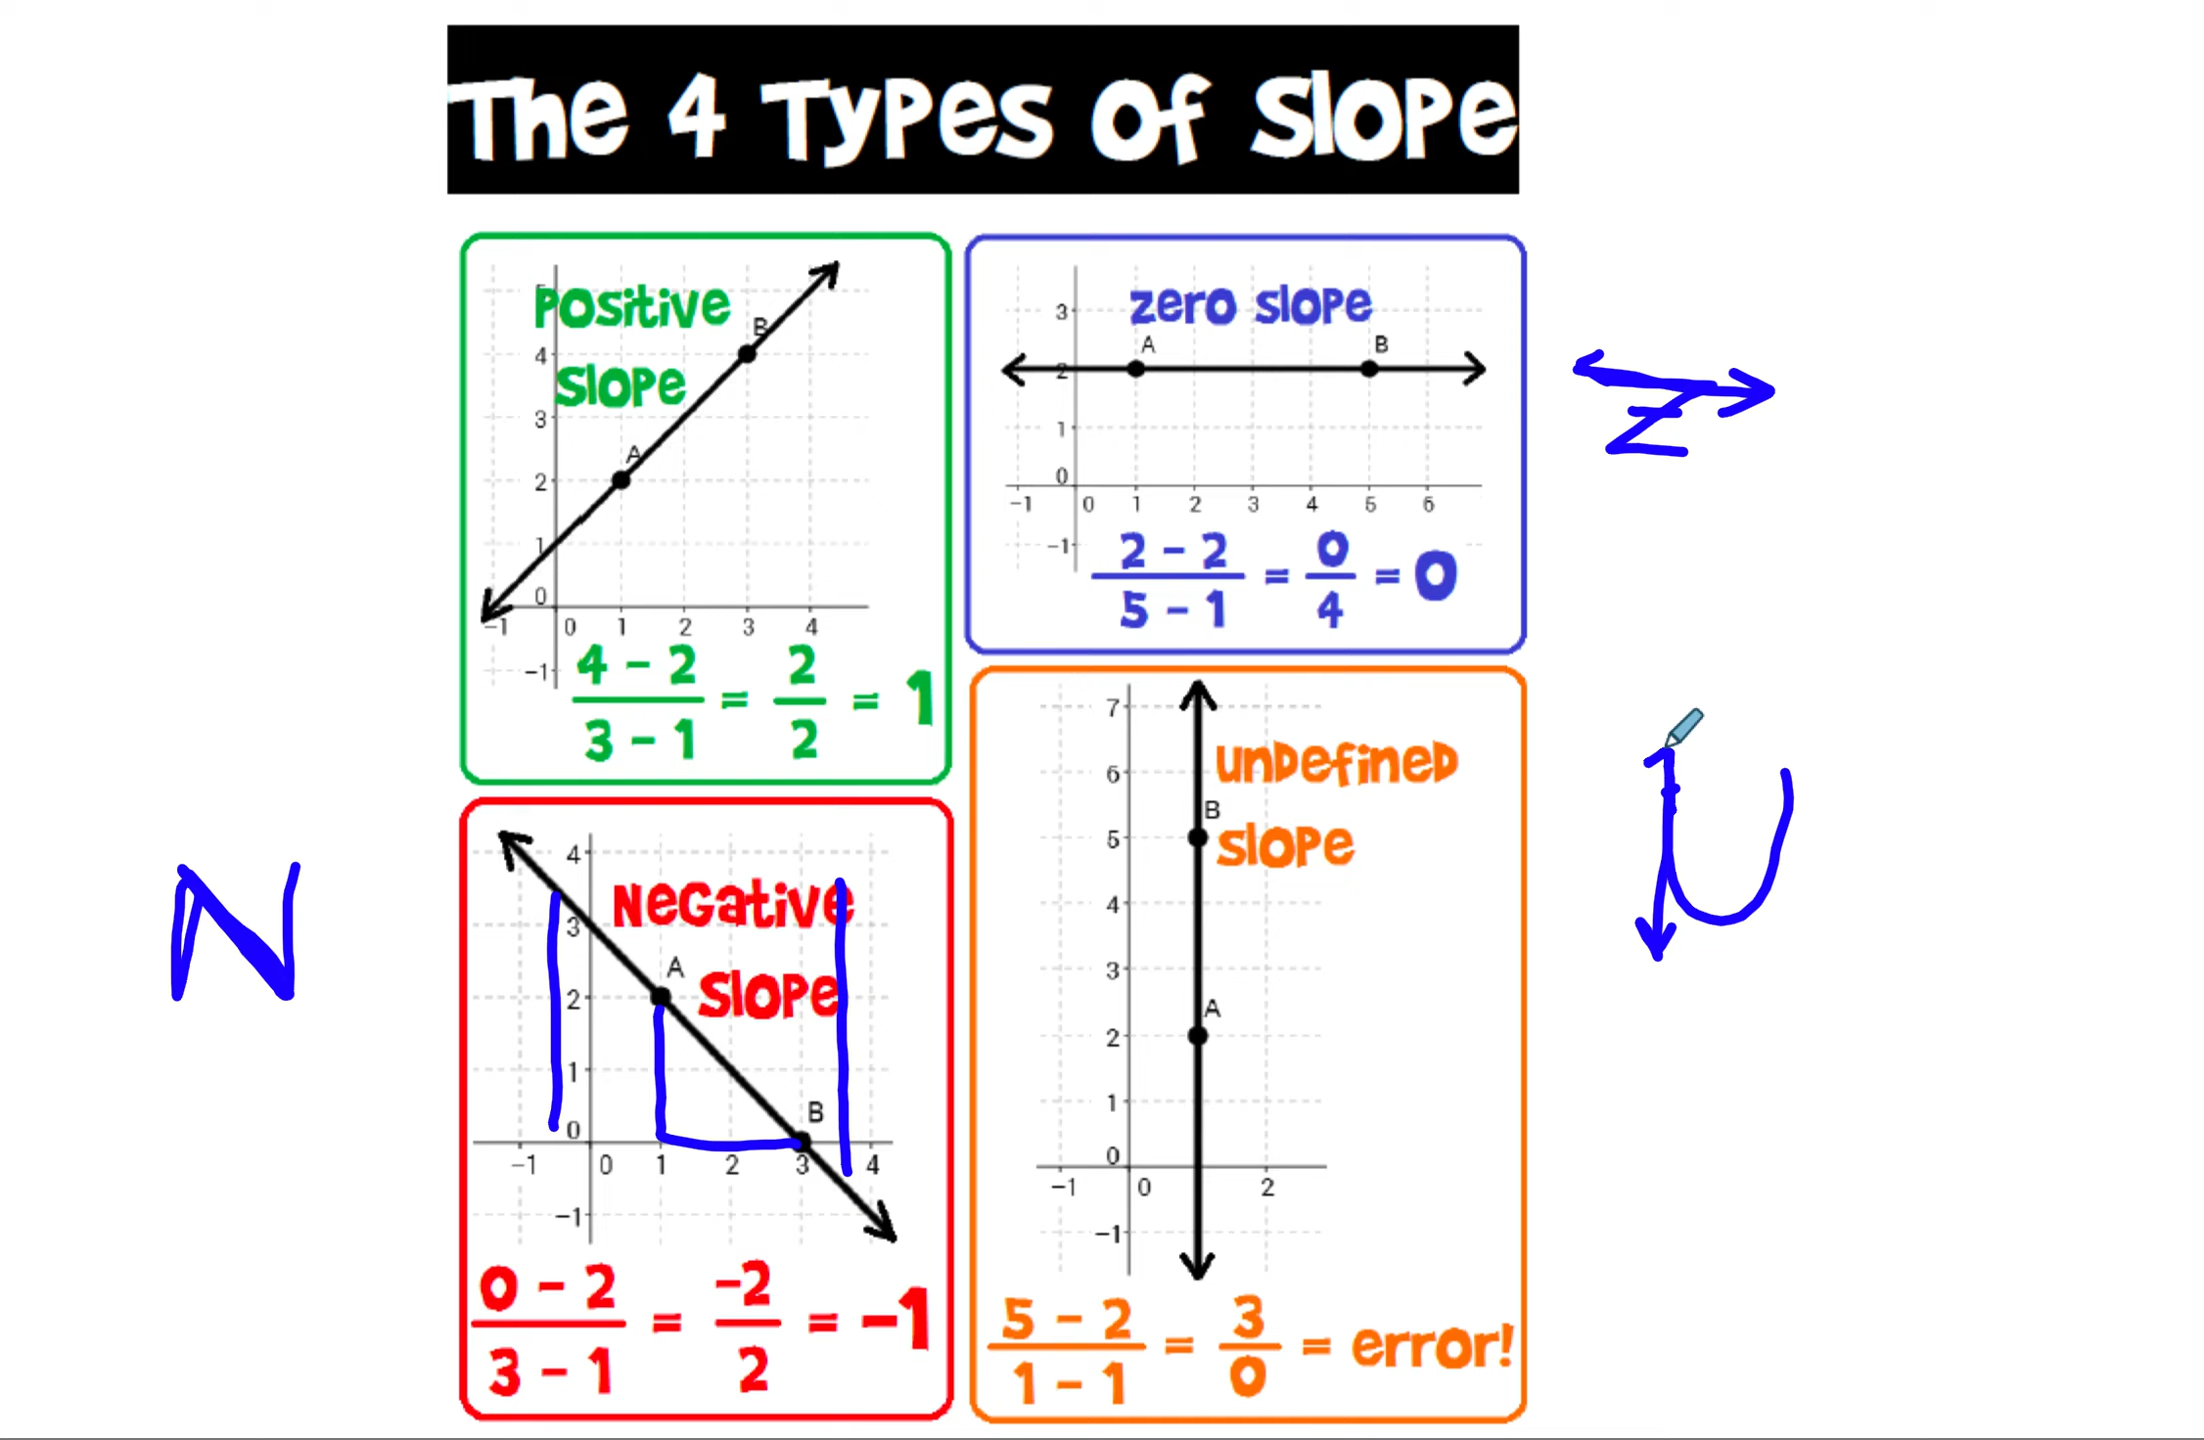 The 4 Types Of Slope
Positive
Slope
5
4
3
2
1
0
-1
-1 0 1 2 3 4
A
B
4 - 2
3 - 1
=
2
2
= 1
zero slope
3
2
1
0
-1
-1 0 1 2 3 4 5 6
A B
2 - 2
5 - 1
=
0
4
= 0
Z
Negative
Slope
4
3
2
1
0
-1
-1 0 1 2 3 4
A
B
0 - 2
3 - 1
=
-2
2
= -1
N
undefined
slope
7
6
5
4
3
2
1
0
-1
-1 0 2
B
A
5 - 2
1 - 1
=
3
0
= error!
U